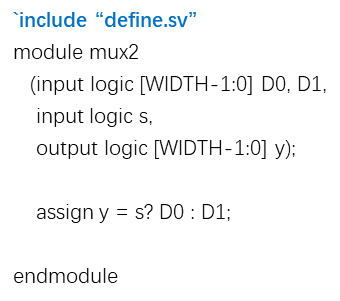 `include “define.sv”
module mux2
(input logic [WIDTH-1:0] D0, D1,
input logic s,
output logic [WIDTH-1:0] y);
assign y = s? D0 : D1;
endmodule